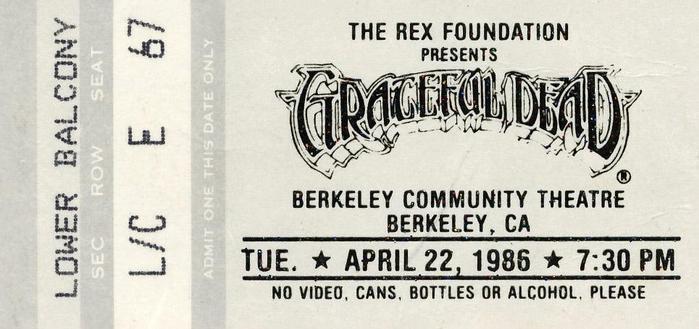 LOWER BALCONY
SEC ROW SEAT
L/C E 67
ADMIT ONE THIS DATE ONLY
THE REX FOUNDATION
PRESENTS
GRATEFUL DEAD
®
BERKELEY COMMUNITY THEATRE
BERKELEY, CA
TUE. ★ APRIL 22, 1986 ★ 7:30 PM
NO VIDEO, CANS, BOTTLES OR ALCOHOL, PLEASE